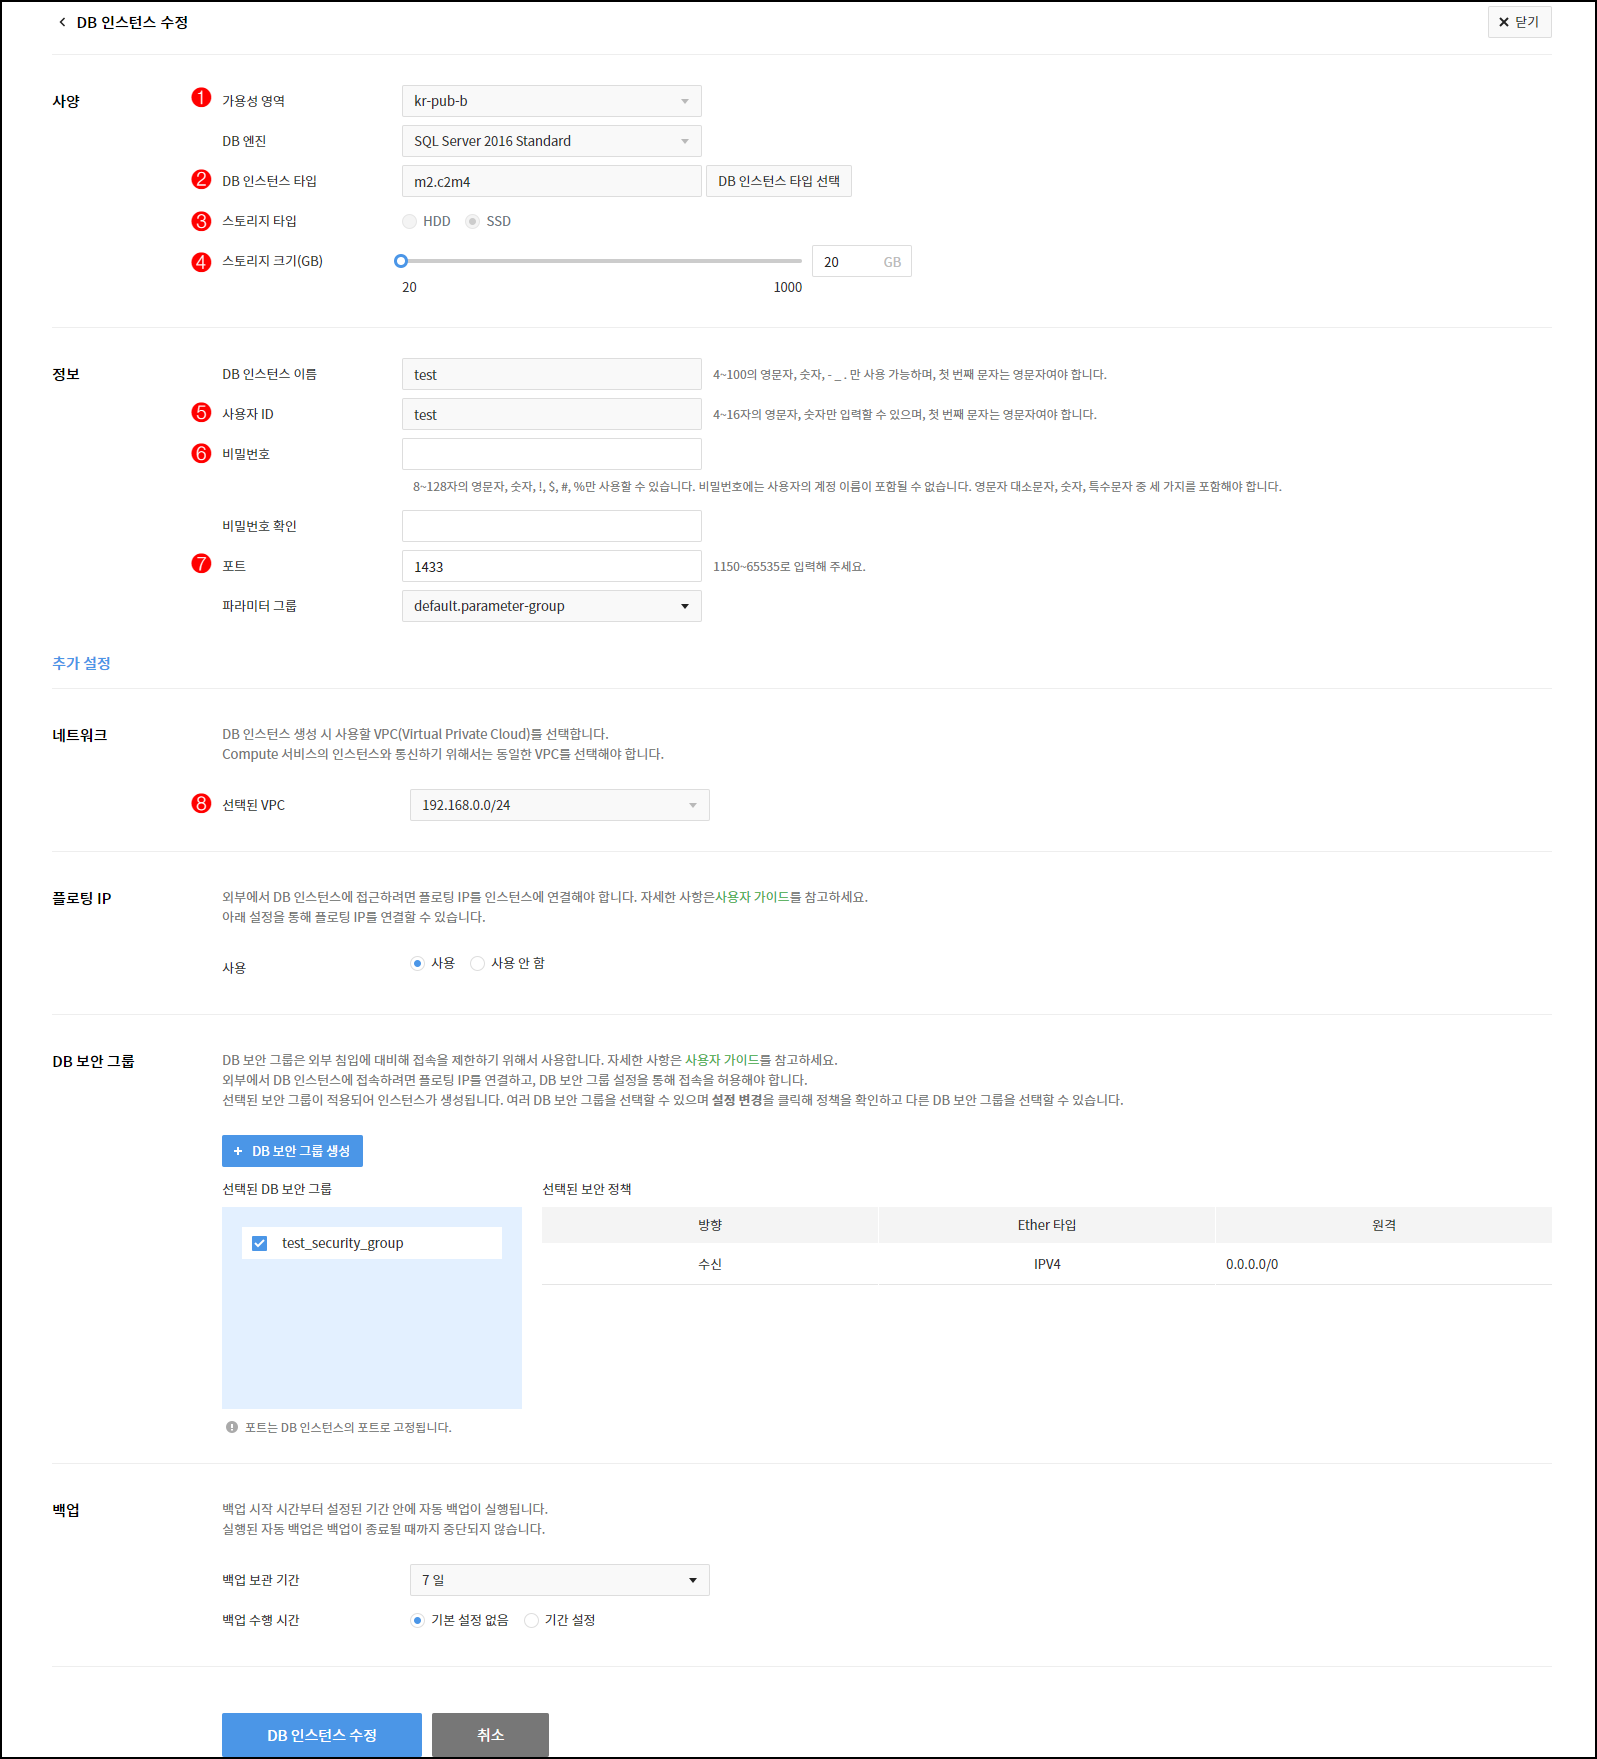 DB 인스턴스 수정
닫기
사양
1 가용성 영역 kr-pub-b
DB 엔진 SQL Server 2016 Standard
2 DB 인스턴스 타입 m2.c2m4 DB 인스턴스 타입 선택
3 스토리지 타입 HDD SSD
4 스토리지 크기(GB) 20 GB
20 1000
정보
DB 인스턴스 이름 test 4~100의 영문자, 숫자, - _ . 만 사용 가능하며, 첫 번째 문자는 영문자여야 합니다.
5 사용자 ID test 4~16자의 영문자, 숫자만 입력할 수 있으며, 첫 번째 문자는 영문자여야 합니다.
6 비밀번호
8~128자의 영문자, 숫자, !, $, #, %만 사용할 수 있습니다. 비밀번호에는 사용자의 계정 이름이 포함될 수 없습니다. 영문자 대소문자, 숫자, 특수문자 중 세 가지를 포함해야 합니다.
비밀번호 확인
7 포트 1433 1150~65535로 입력해 주세요.
파라미터 그룹 default.parameter-group
추가 설정
네트워크
DB 인스턴스 생성 시 사용할 VPC(Virtual Private Cloud)를 선택합니다.
Compute 서비스의 인스턴스와 통신하기 위해서는 동일한 VPC를 선택해야 합니다.
8 선택된 VPC 192.168.0.0/24
플로팅 IP
외부에서 DB 인스턴스에 접근하려면 플로팅 IP를 인스턴스에 연결해야 합니다. 자세한 사항은사용자 가이드를 참고하세요.
아래 설정을 통해 플로팅 IP를 연결할 수 있습니다.
사용 사용 사용 안 함
DB 보안 그룹
DB 보안 그룹은 외부 침입에 대비해 접속을 제한하기 위해서 사용합니다. 자세한 사항은 사용자 가이드를 참고하세요.
외부에서 DB 인스턴스에 접속하려면 플로팅 IP를 연결하고, DB 보안 그룹 설정을 통해 접속을 허용해야 합니다.
선택된 보안 그룹이 적용되어 인스턴스가 생성됩니다. 여러 DB 보안 그룹을 선택할 수 있으며 설정 변경을 클릭해 정책을 확인하고 다른 DB 보안 그룹을 선택할 수 있습니다.
+ DB 보안 그룹 생성
선택된 DB 보안 그룹 선택된 보안 정책
방향 Ether 타입 원격
test_security_group
수신 IPV4 0.0.0.0/0
포트는 DB 인스턴스의 포트로 고정됩니다.
백업
백업 시작 시간부터 설정된 기간 안에 자동 백업이 실행됩니다.
실행된 자동 백업은 백업이 종료될 때까지 중단되지 않습니다.
백업 보관 기간 7 일
백업 수행 시간 기본 설정 없음 기간 설정
DB 인스턴스 수정 취소